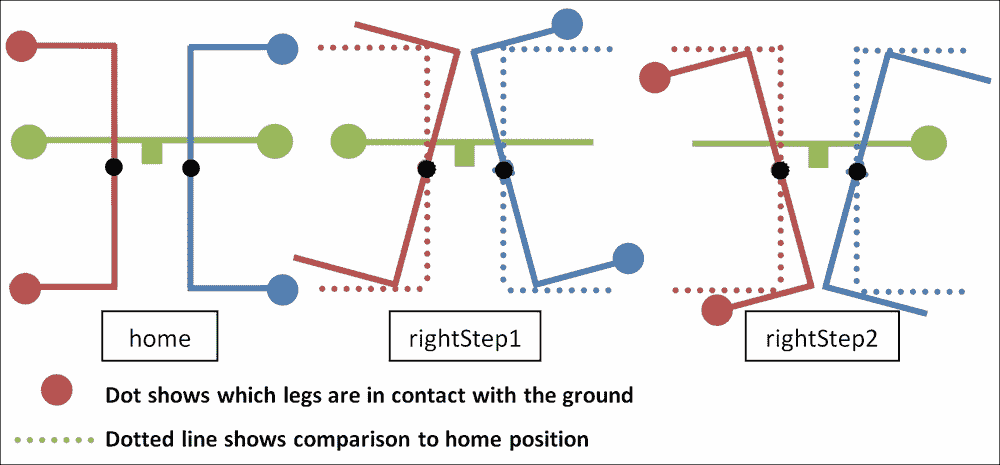 home
rightStep1
rightStep2
Dot shows which legs are in contact with the ground
Dotted line shows comparison to home position